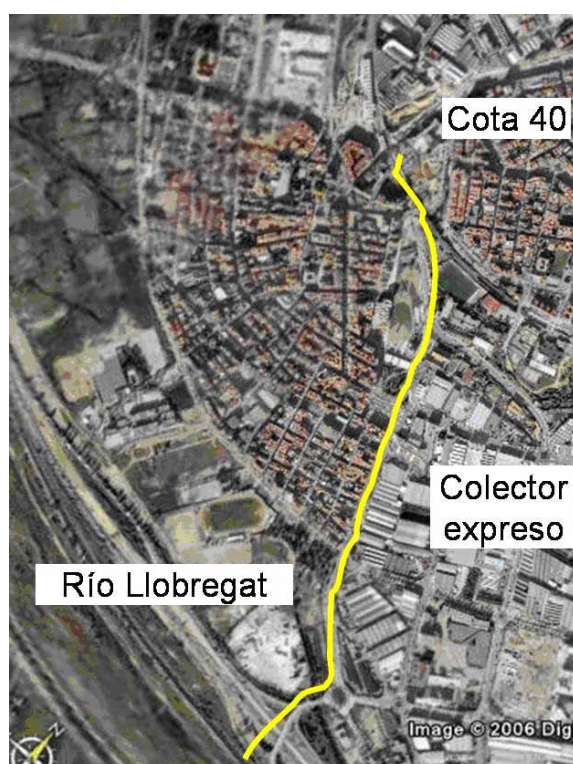 Cota 40
Colector
expreso
Río Llobregat
Image © 2006 Dig
N